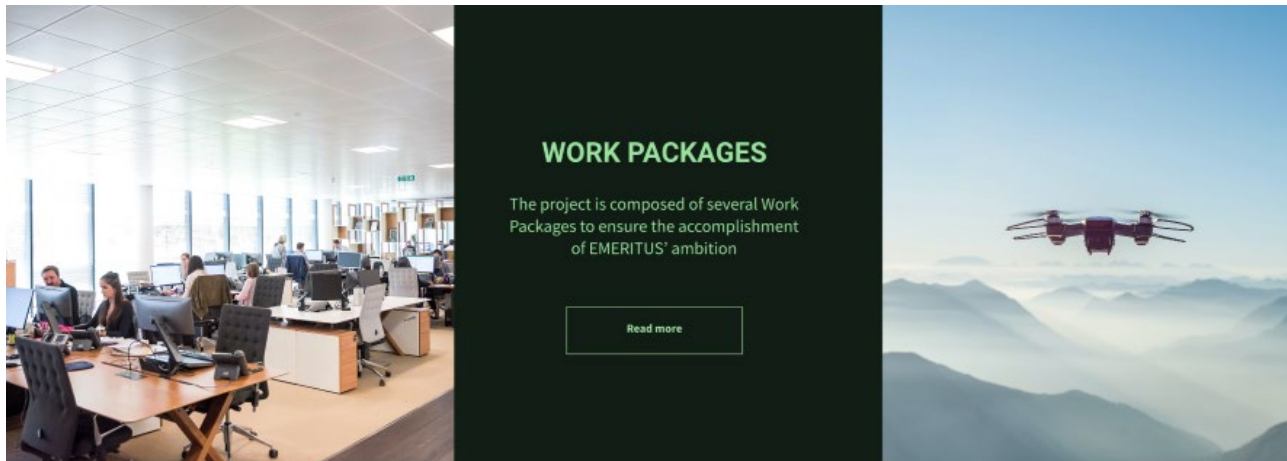 WORK PACKAGES
The project is composed of several Work
Packages to ensure the accomplishment
of EMERITUS’ ambition
Read more